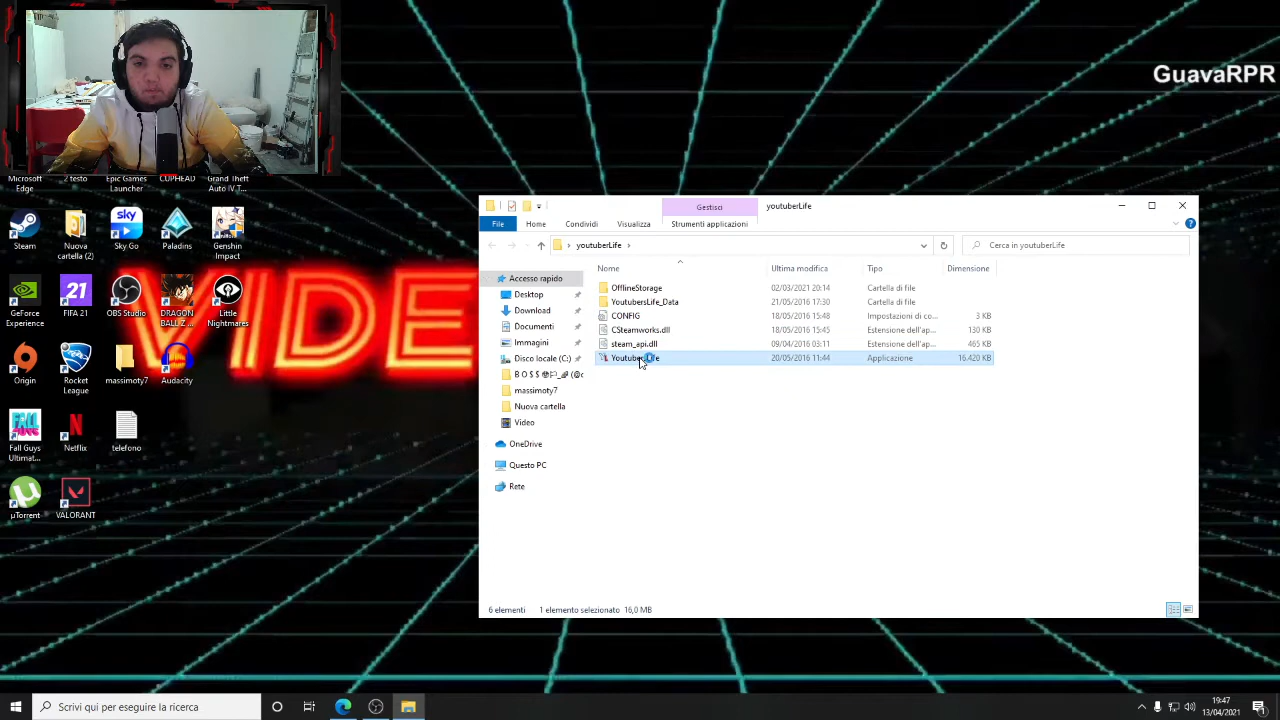 GuavaRPR
Microsoft Edge
2 testo
Epic Games Launcher
CUPHEAD
Grand Theft Auto IV T...
Steam
Nuova cartella (2)
Sky Go
Paladins
Genshin Impact
GeForce Experience
FIFA 21
OBS Studio
DRAGON BALL Z ...
Little Nightmares
Origin
Rocket League
massimoty7
Audacity
Fall Guys Ultimat...
Netflix
telefono
µTorrent
VALORANT
VIDE
Gestisci
youtuberLife
File
Home
Condividi
Visualizza
Strumenti applicazioni
youtuberLife
Cerca in youtuberLife
Nome
Ultima modifica
Tipo
Dimensione
Accesso rapido
Desktop
Download
Documenti
Immagini
Disco locale (C:)
massimoty7
Nuova cartella
Video
OneDrive
Questo PC
Rete
OfflineStorage 02/03/2021 20:14 Cartella di file
YoutubersLife_Data 21/05/2016 17:30 Cartella di file
CONFIG 18/05/2016 15:48 Impostazioni di co... 3 KB
CSteamworks.dll 18/05/2016 15:45 Estensione dell'ap... 130 KB
steam_api.dll 09/04/2016 03:11 Estensione dell'ap... 465 KB
20/05/2016 11:44 Applicazione 16.420 KB
6 elementi
1 elemento selezionato 16,0 MB
Scrivi qui per eseguire la ricerca
19:47
13/04/2021